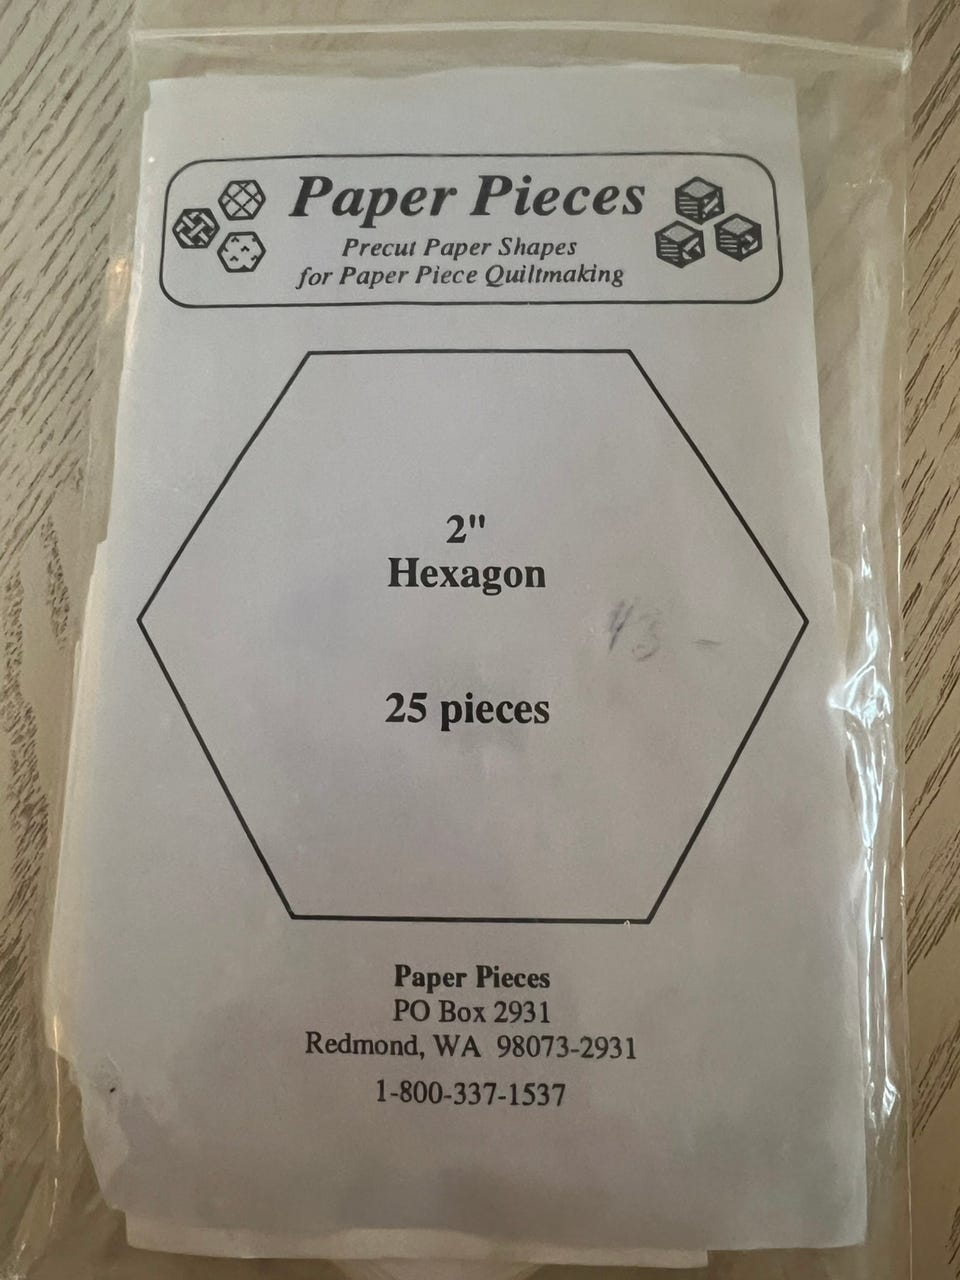 Paper Pieces
Precut Paper Shapes
for Paper Piece Quiltmaking
2"
Hexagon
25 pieces
Paper Pieces
PO Box 2931
Redmond, WA 98073-2931
1-800-337-1537